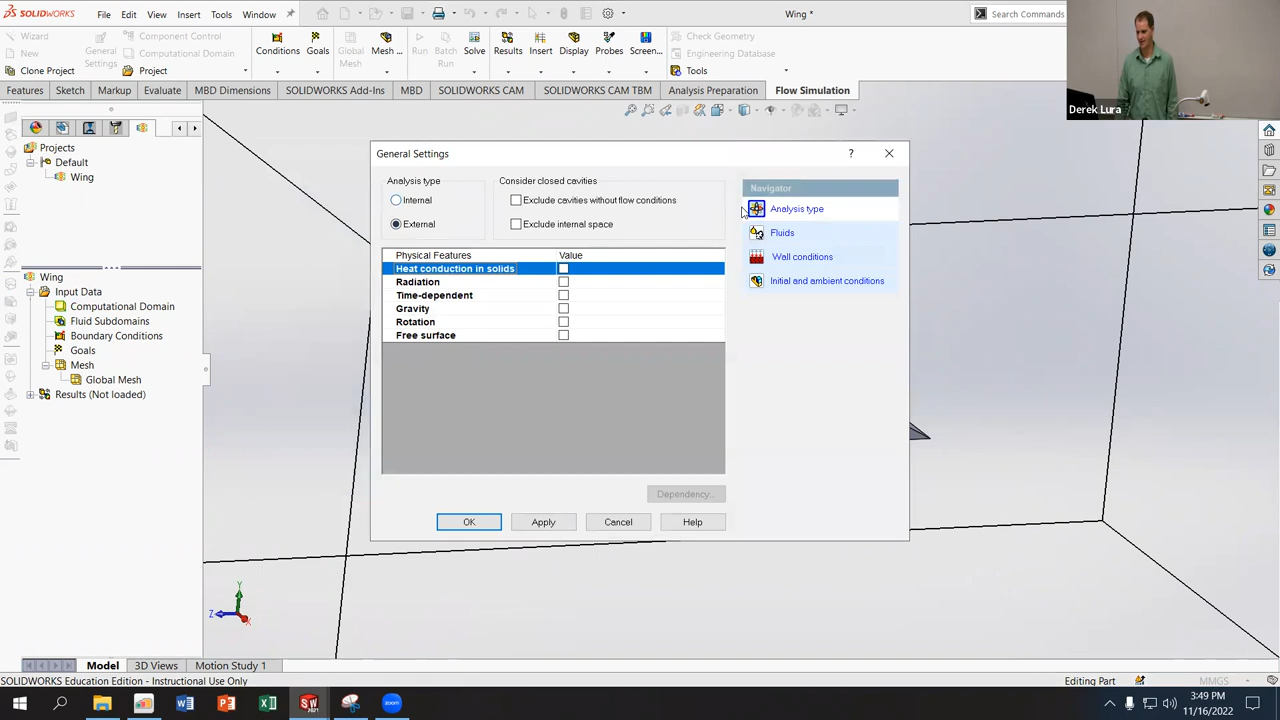 SOLIDWORKS
File
Edit
View
Insert
Tools
Window
Wing *
Search Commands
Wizard
New
Clone Project
General Settings
Component Control
Computational Domain
Project
Conditions
Goals
Global Mesh
Mesh ...
Run
Batch Run
Solve
Results
Insert
Display
Probes
Screen...
Check Geometry
Engineering Database
Tools
Features
Sketch
Markup
Evaluate
MBD Dimensions
SOLIDWORKS Add-Ins
MBD
SOLIDWORKS CAM
SOLIDWORKS CAM TBM
Analysis Preparation
Flow Simulation
Derek Lura
Projects
Default
Wing
Wing
Input Data
Computational Domain
Fluid Subdomains
Boundary Conditions
Goals
Mesh
Global Mesh
Results (Not loaded)
General Settings
?
Analysis type
Internal
External
Consider closed cavities
Exclude cavities without flow conditions
Exclude internal space
Physical Features Value
Heat conduction in solids
Radiation
Time-dependent
Gravity
Rotation
Free surface
Dependency...
OK
Apply
Cancel
Help
Navigator
Analysis type
Fluids
Wall conditions
Initial and ambient conditions
Y
Z
X
Model
3D Views
Motion Study 1
SOLIDWORKS Education Edition - Instructional Use Only
Editing Part
MMGS
3:49 PM
11/16/2022